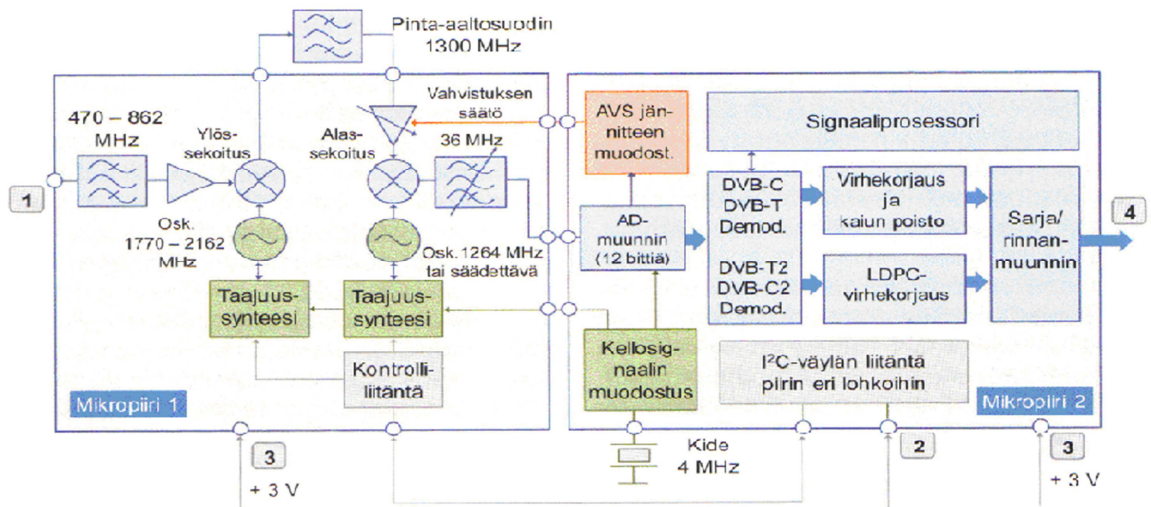 Pinta-aaltosuodin
1300 MHz
470 – 862
MHz
Ylös-
sekoitus
Alas-
sekoitus
Vahvistuksen
säätö
36 MHz
1
Osk.
1770 – 2162
MHz
Osk. 1264 MHz
tai säädettävä
Taajuus-
synteesi
Taajuus-
synteesi
Kontrolli-
liitäntä
Mikropiiri 1
3
+ 3 V
AVS jän-
nitteen
muodost.
Signaaliprosessori
AD-
muunnin
(12 bittiä)
DVB-C
DVB-T
Demod.
DVB-T2
DVB-C2
Demod.
Virhekorjaus
ja
kaiun poisto
LDPC-
virhekorjaus
Sarja/
rinnan-
muunnin
4
Kellosig-
naalin
muodostus
I²C-väylän liitäntä
piirin eri lohkoihin
Mikropiiri 2
Kide
4 MHz
2
3
+ 3 V